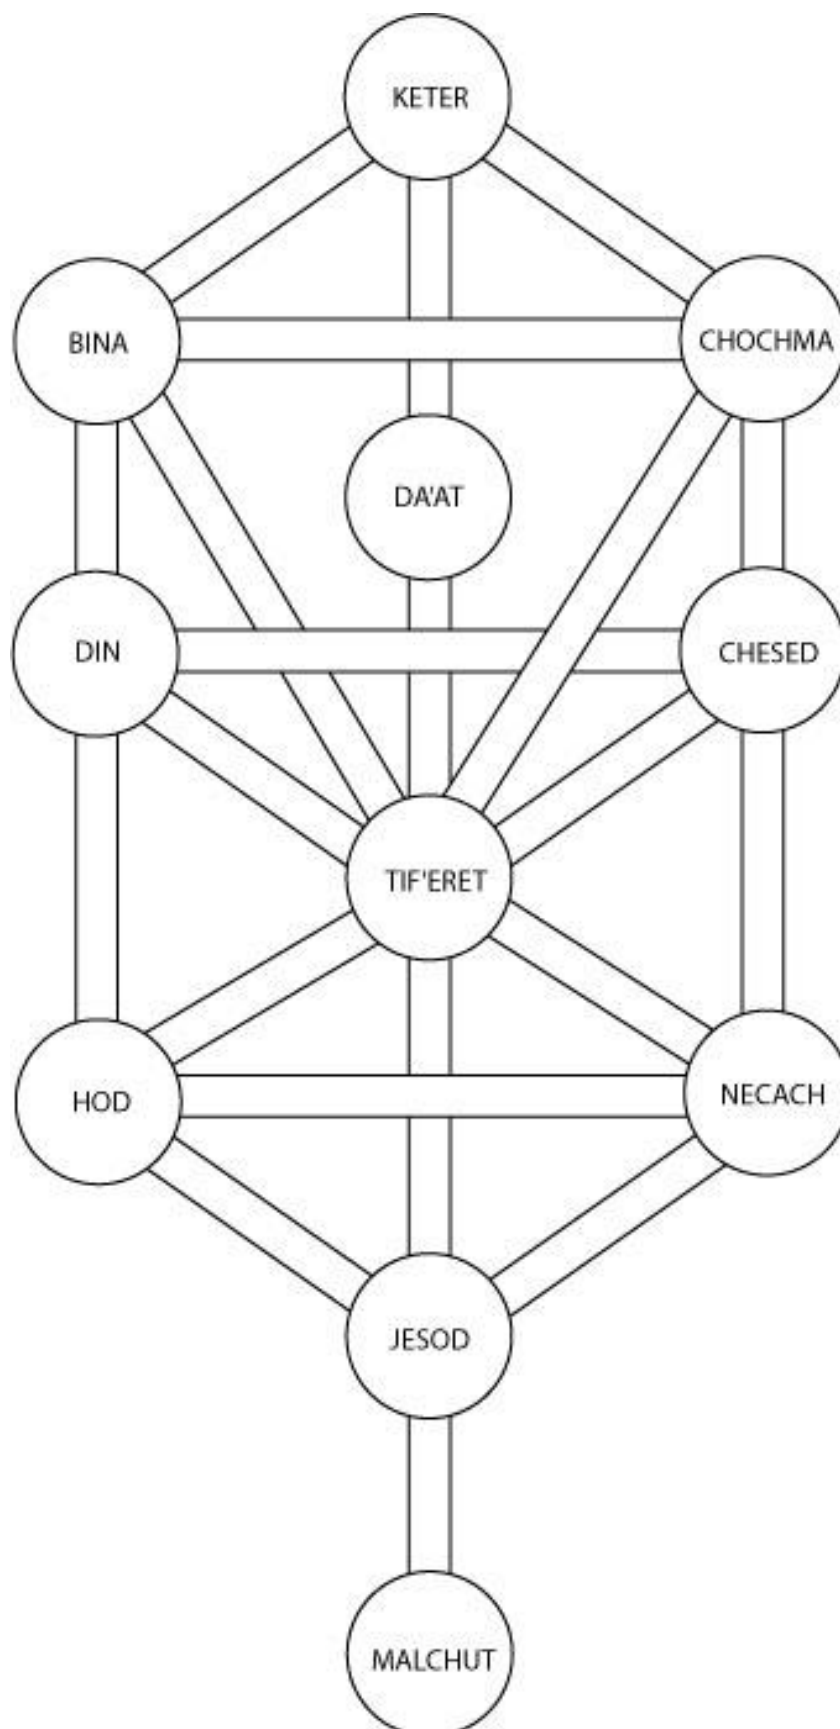 KETER
BINA
CHOCHMA
DA'AT
DIN
CHESED
TIF'ERET
HOD
NECACH
JESOD
MALCHUT